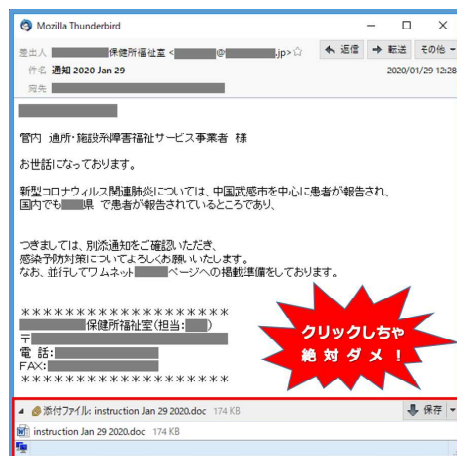 Mozilla Thunderbird
差出人 保健所福祉室 < @ .jp>☆ 返信 転送 その他
件名 通知 2020 Jan 29 2020/01/29 12:28
宛先
管内 通所・施設系障害福祉サービス事業者 様
お世話になっております。
新型コロナウィルス関連肺炎については、中国武感市を中心に患者が報告され、
国内でも 県 で患者が報告されているところであり、
つきましては、別添通知をご確認いただき、
感染予防対策についてよろしくお願いいたします。
なお、並行してワムネット ページへの掲載準備をしております。
＊＊＊＊＊＊＊＊＊＊＊＊＊＊＊＊＊＊
保健所福祉室(担当: )
〒
電 話:
FAX:
＊＊＊＊＊＊＊＊＊＊＊＊＊＊＊＊＊＊
クリックしちゃ
絶対ダメ！
添付ファイル: instruction Jan 29 2020.doc 174 KB 保存
instruction Jan 29 2020.doc 174 KB